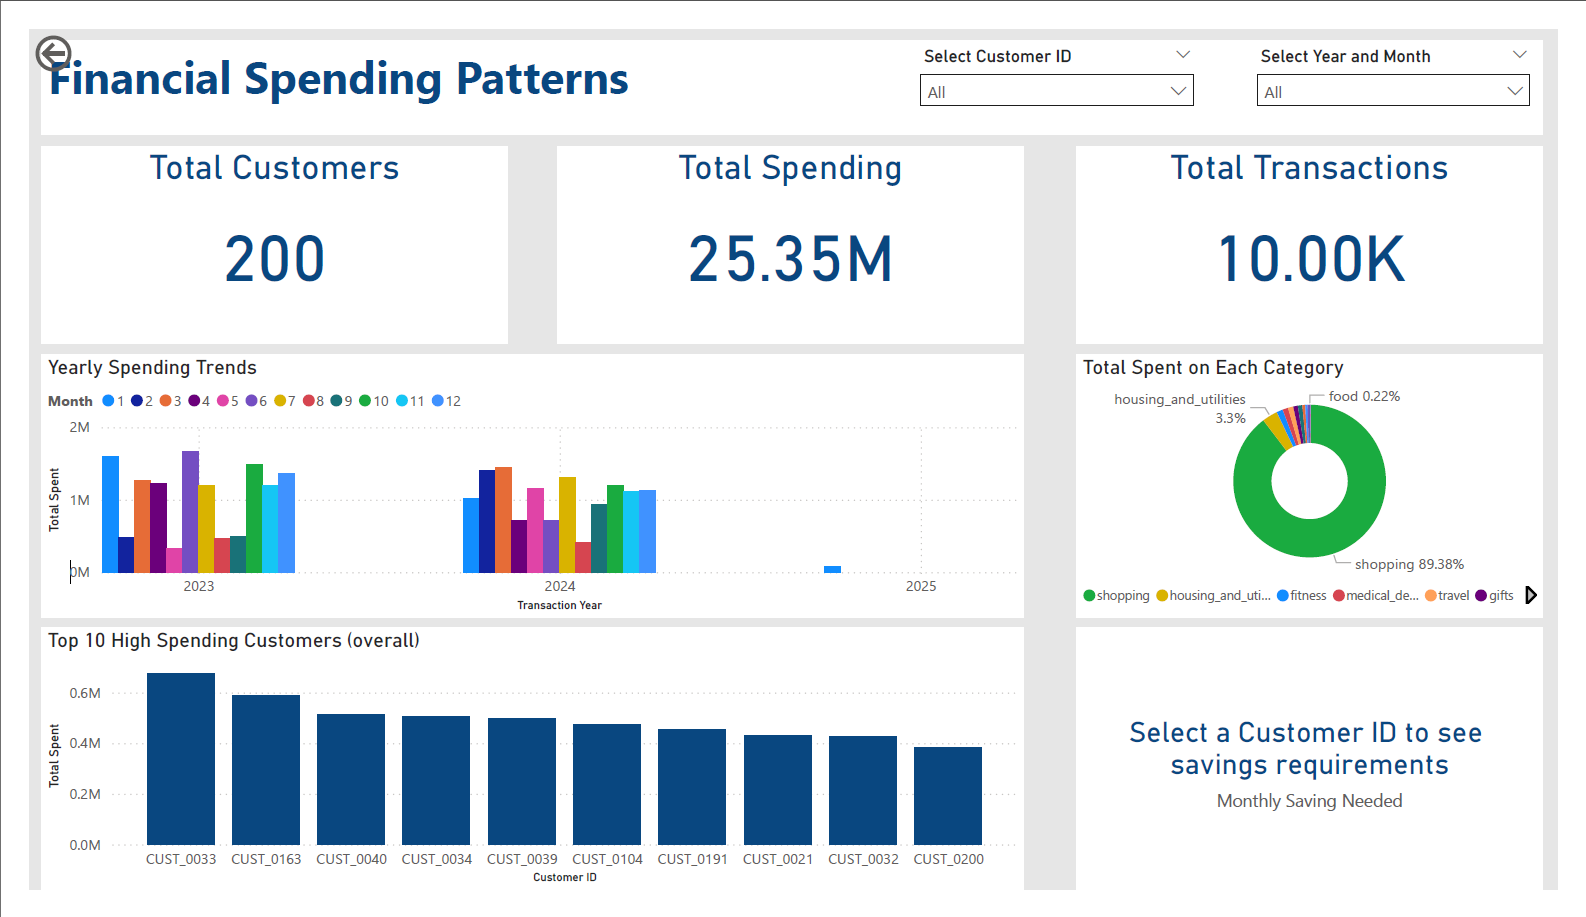 Financial Spending Patterns
Select Customer ID
All
Select Year and Month
All
Total Customers
200
Total Spending
25.35M
Total Transactions
10.00K
Yearly Spending Trends
Month 1 2 3 4 5 6 7 8 9 10 11 12
Total Spent
2M
1M
0M
2023 2024 2025
Transaction Year
Total Spent on Each Category
housing_and_utilities
3.3%
food 0.22%
shopping 89.38%
shopping housing_and_uti... fitness medical_de... travel gifts
Top 10 High Spending Customers (overall)
Total Spent
0.6M
0.4M
0.2M
0.0M
CUST_0033 CUST_0163 CUST_0040 CUST_0034 CUST_0039 CUST_0104 CUST_0191 CUST_0021 CUST_0032 CUST_0200
Customer ID
Select a Customer ID to see
savings requirements
Monthly Saving Needed